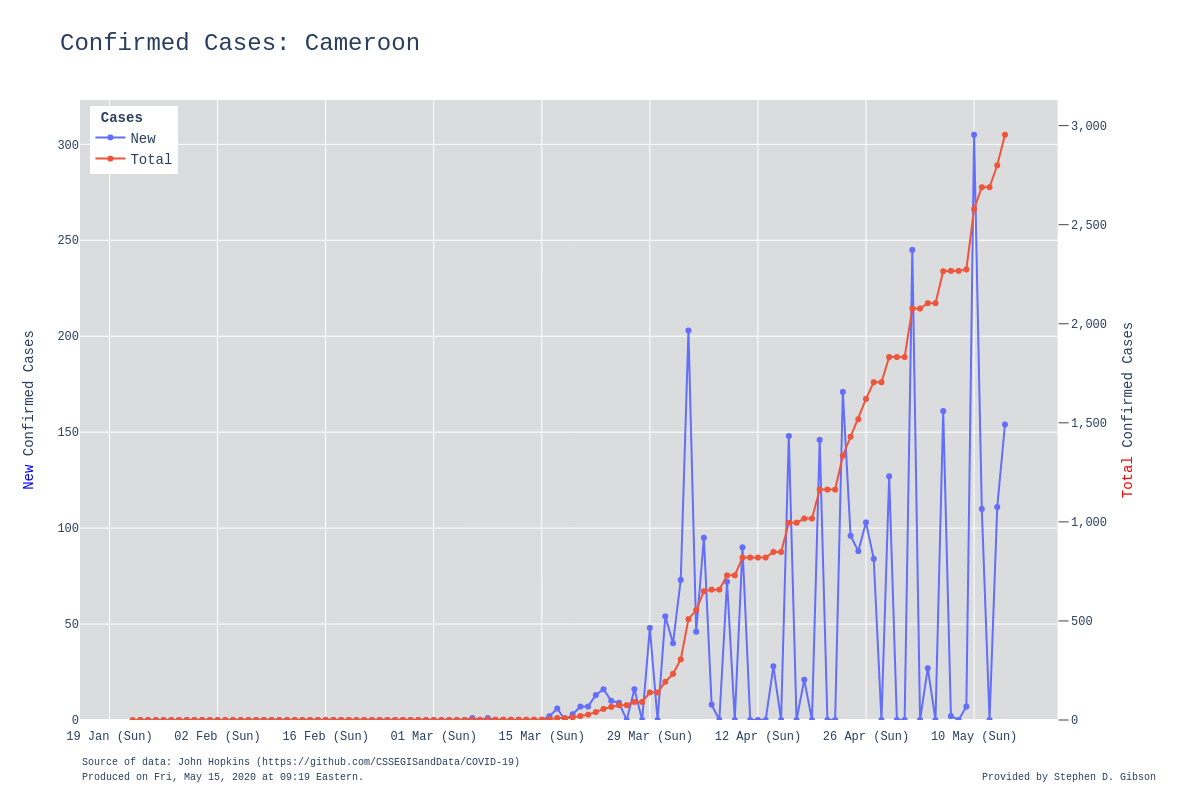 Confirmed Cases: Cameroon
Cases
New
Total
300
250
200
150
100
50
0
New Confirmed Cases
3,000
2,500
2,000
1,500
1,000
500
0
Total Confirmed Cases
19 Jan (Sun) 02 Feb (Sun) 16 Feb (Sun) 01 Mar (Sun) 15 Mar (Sun) 29 Mar (Sun) 12 Apr (Sun) 26 Apr (Sun) 10 May (Sun)
Source of data: John Hopkins (https://github.com/CSSEGISandData/COVID-19)
Produced on Fri, May 15, 2020 at 09:19 Eastern.
Provided by Stephen D. Gibson